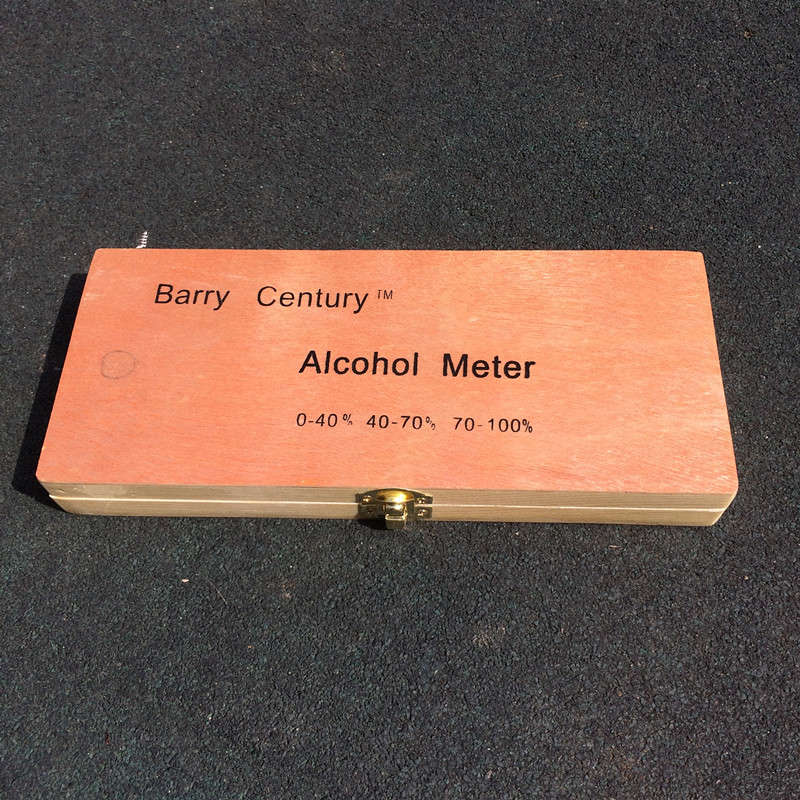 Barry Century™
Alcohol Meter
0-40% 40-70% 70-100%